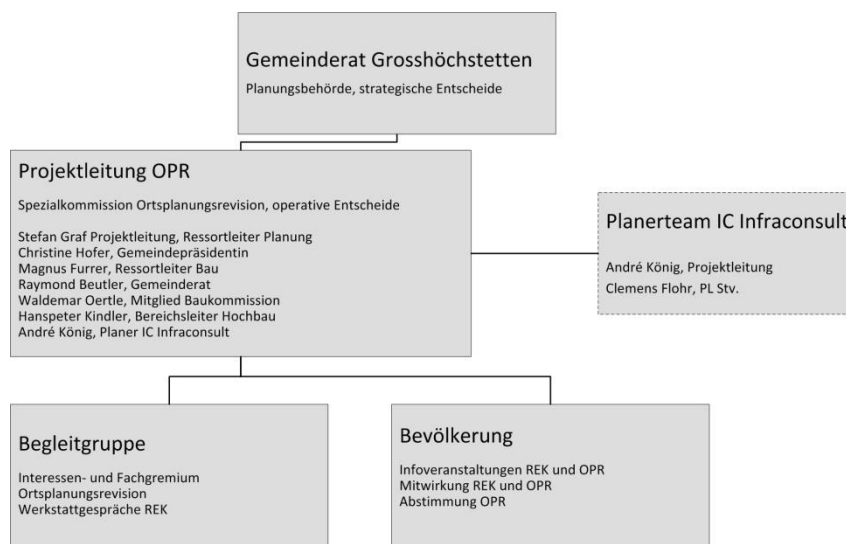 Gemeinderat Grosshöchstetten
Planungsbehörde, strategische Entscheide
Projektleitung OPR
Spezialkommission Ortsplanungsrevision, operative Entscheide
Stefan Graf Projektleitung, Ressortleiter Planung
Christine Hofer, Gemeindepräsidentin
Magnus Furrer, Ressortleiter Bau
Raymond Beutler, Gemeinderat
Waldemar Oertle, Mitglied Baukommission
Hanspeter Kindler, Bereichsleiter Hochbau
André König, Planer IC Infraconsult
Planerteam IC Infraconsult
André König, Projektleitung
Clemens Flohr, PL Stv.
Begleitgruppe
Interessen- und Fachgremium
Ortsplanungsrevision
Werkstattgespräche REK
Bevölkerung
Infoveranstaltungen REK und OPR
Mitwirkung REK und OPR
Abstimmung OPR